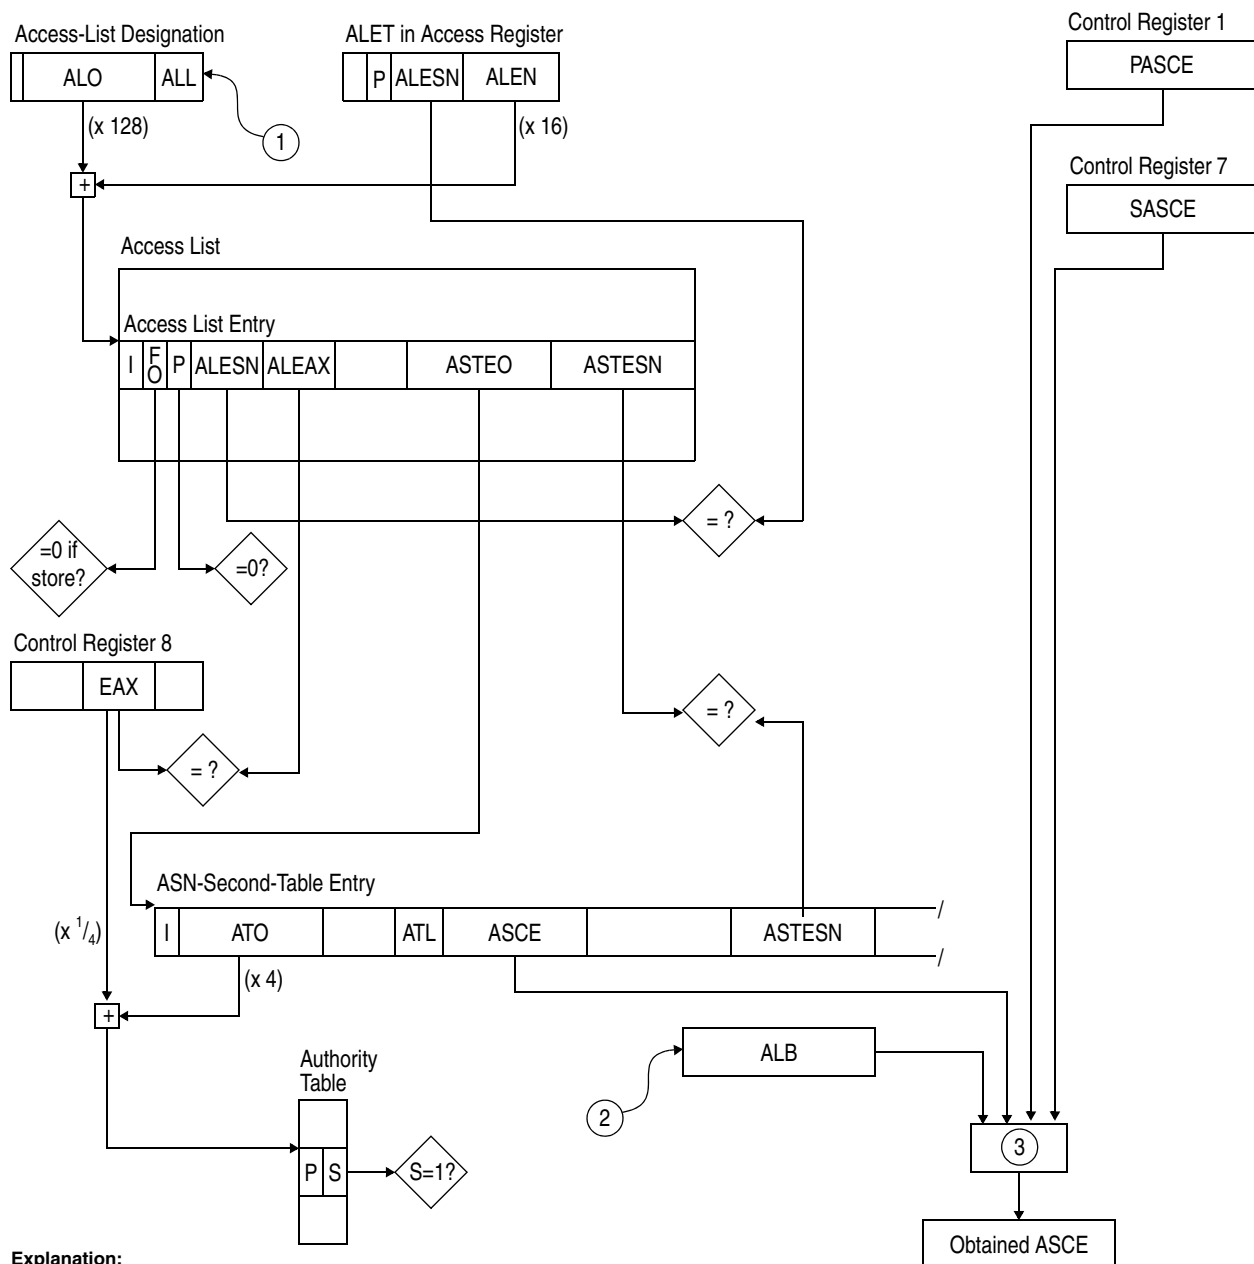 Access-List Designation
ALO ALL
(x 128)
1
ALET in Access Register
P ALESN ALEN
(x 16)
Control Register 1
PASCE
Control Register 7
SASCE
+
Access List
Access List Entry
I FO P ALESN ALEAX ASTEO ASTESN
= ?
=0 if
store?
=0?
Control Register 8
EAX
= ?
= ?
ASN-Second-Table Entry
I ATO ATL ASCE ASTESN /
/
(x 1/4)
(x 4)
+
ALB
2
Authority
Table
P S
S=1?
3
Obtained ASCE
Explanation: